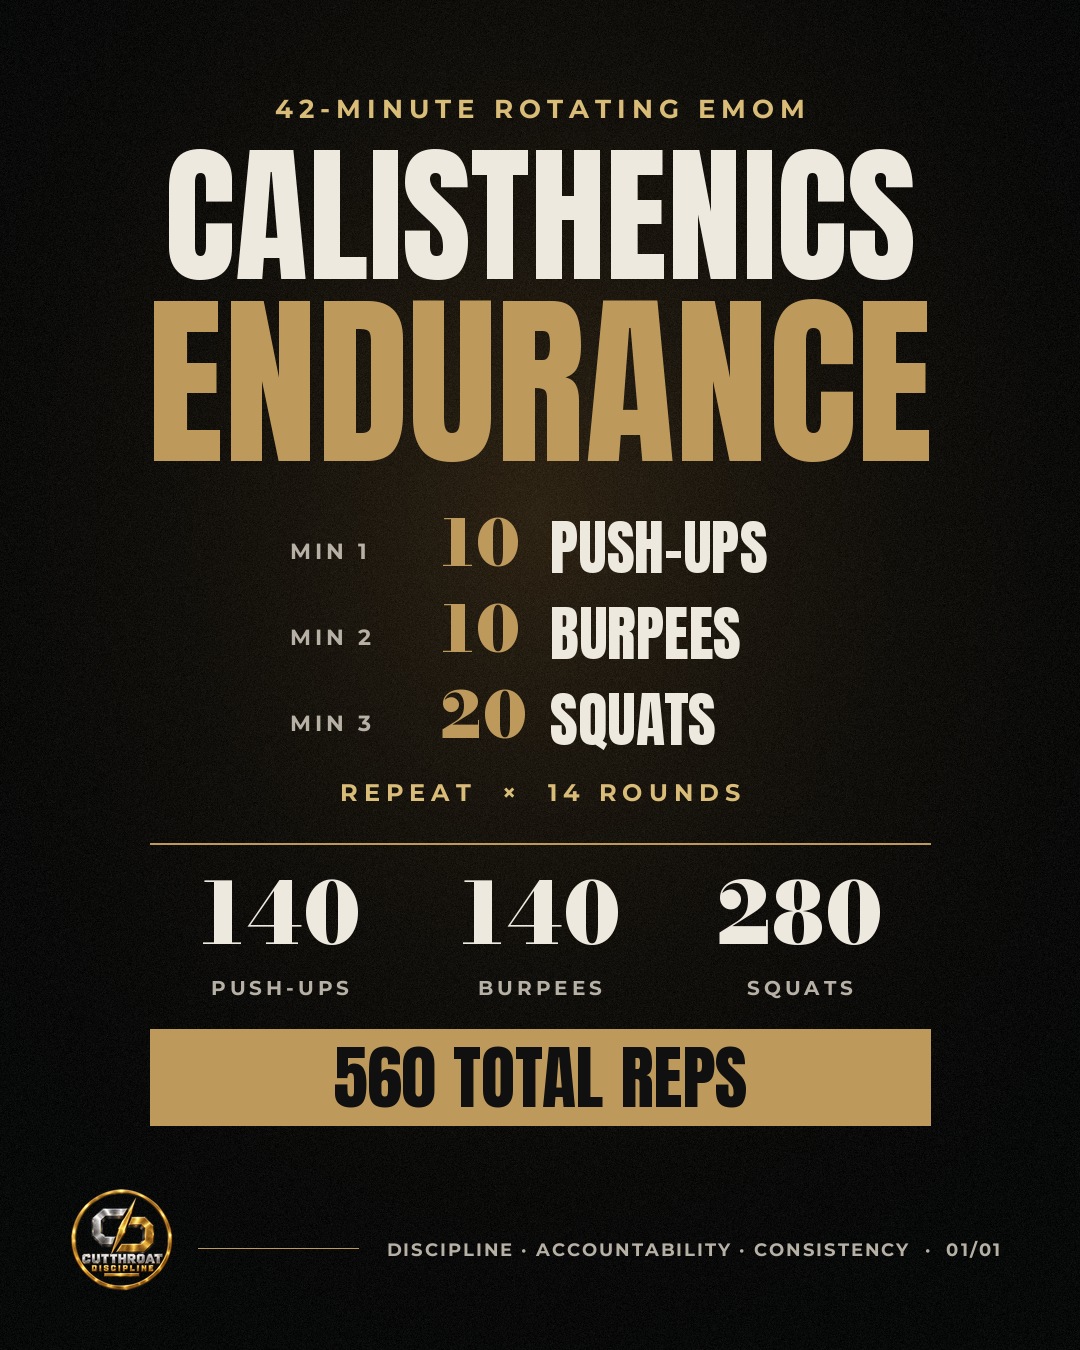 42-MINUTE ROTATING EMOM
CALISTHENICS
ENDURANCE
MIN 1 10 PUSH-UPS
MIN 2 10 BURPEES
MIN 3 20 SQUATS
REPEAT × 14 ROUNDS
140 140 280
PUSH-UPS BURPEES SQUATS
560 TOTAL REPS
CUTTHROAT
DISCIPLINE
DISCIPLINE · ACCOUNTABILITY · CONSISTENCY · 01/01